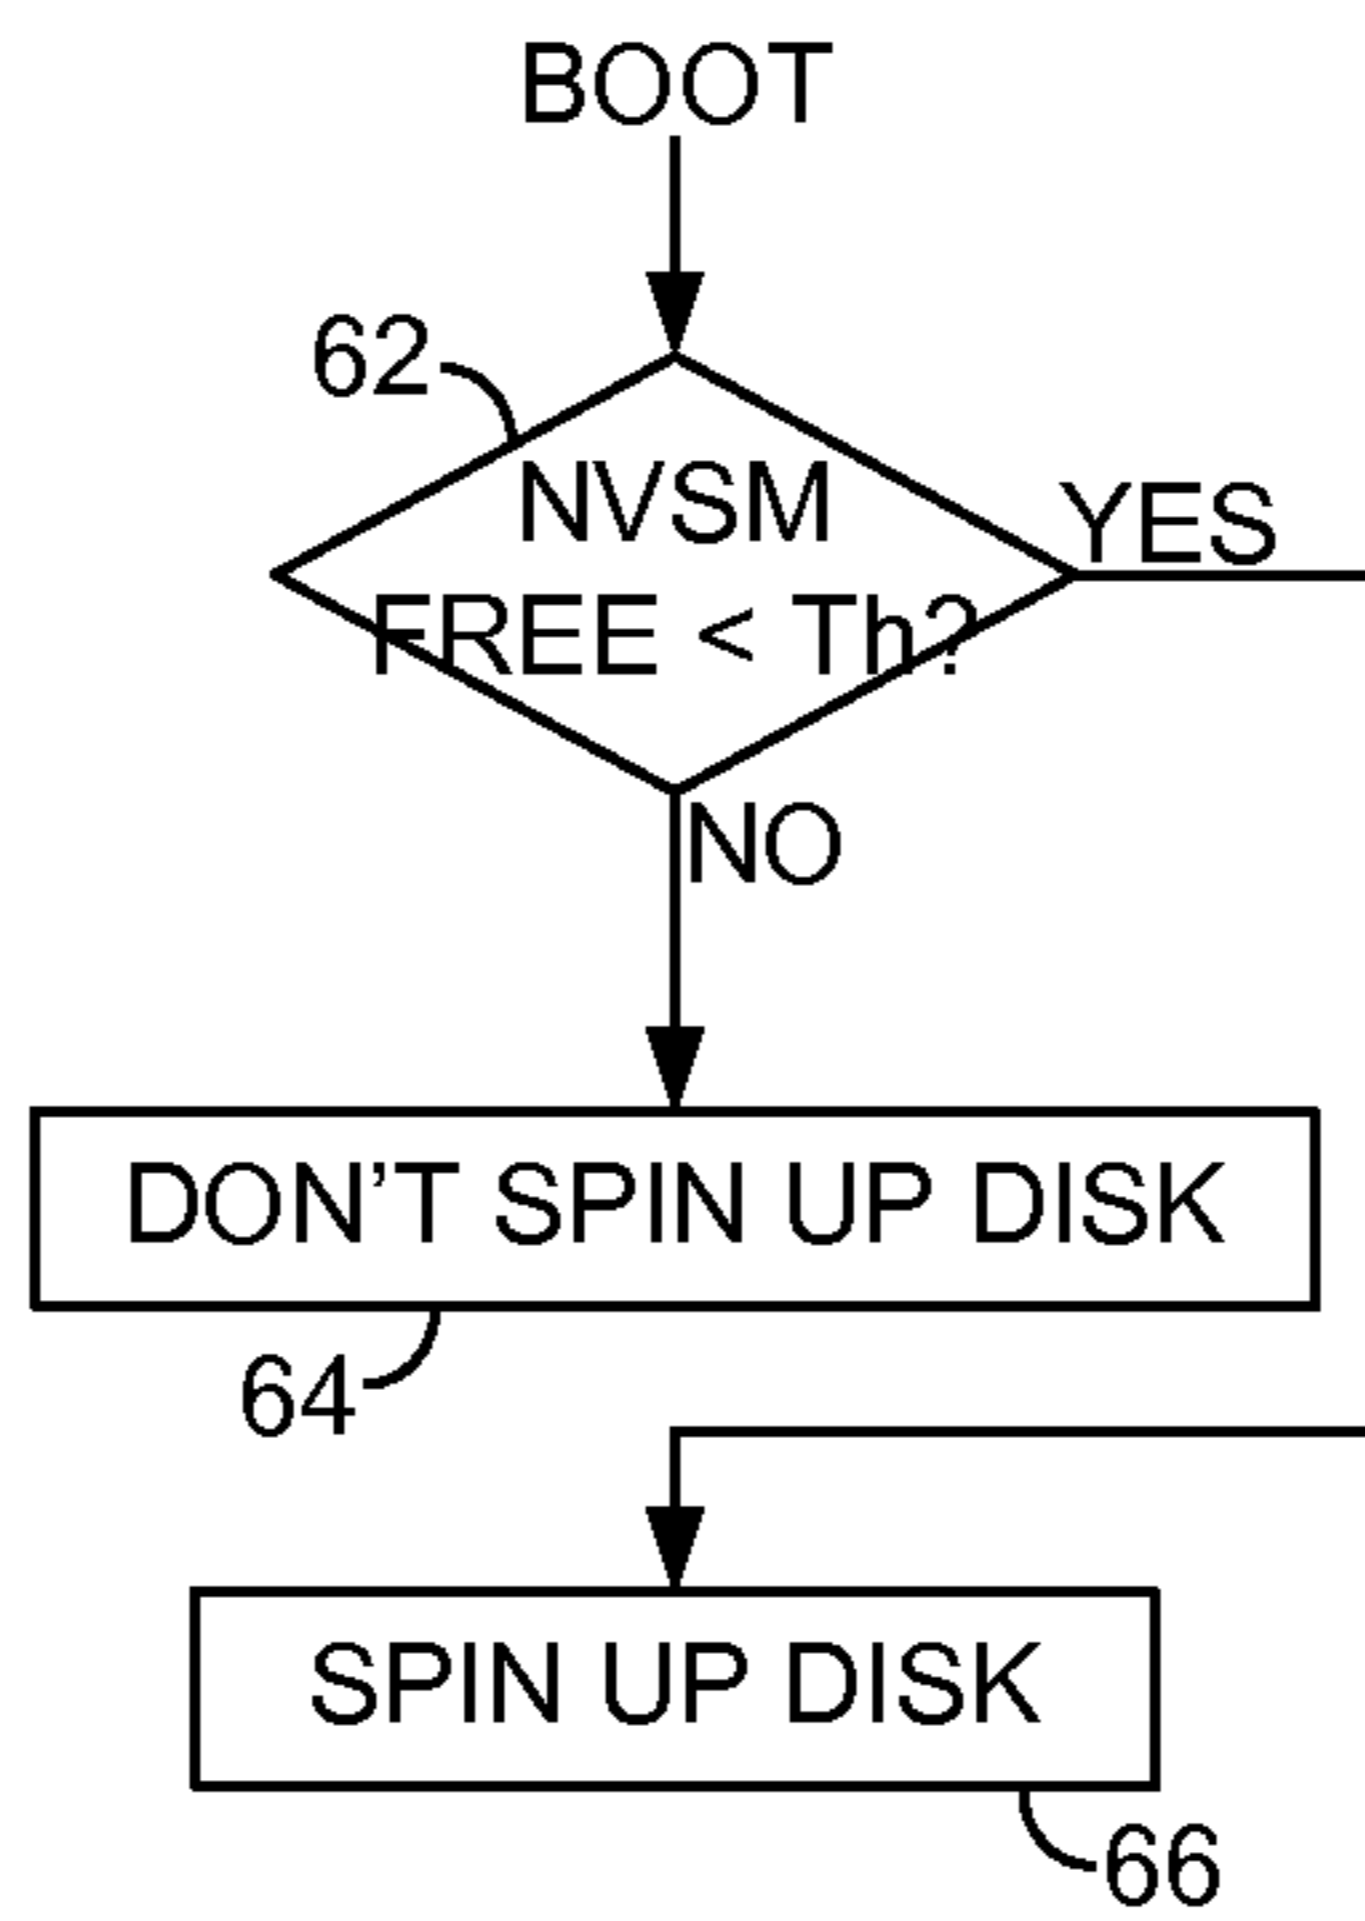 BOOT
62
NVSM
YES
FREE < Th?
NO
DON'T SPIN UP DISK
64
SPIN UP DISK
66